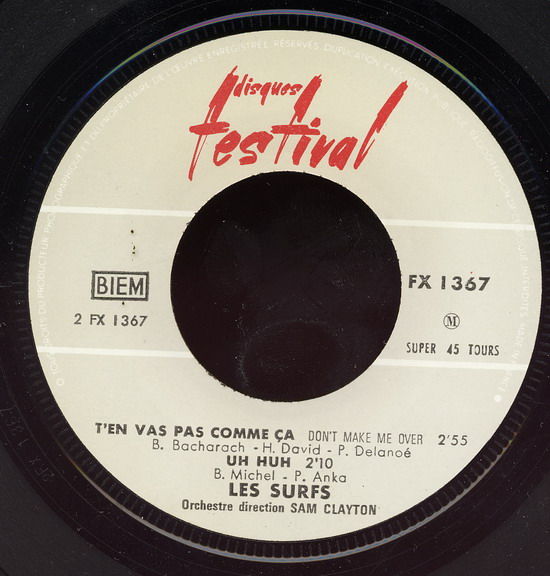 disques
festival
BIEM
2 FX 1367
FX 1367
M
SUPER 45 TOURS
T'EN VAS PAS COMME ÇA DON'T MAKE ME OVER 2'55
B. Bacharach - H. David - P. Delanoé
UH HUH 2'10
B. Michel - P. Anka
LES SURFS
Orchestre direction SAM CLAYTON